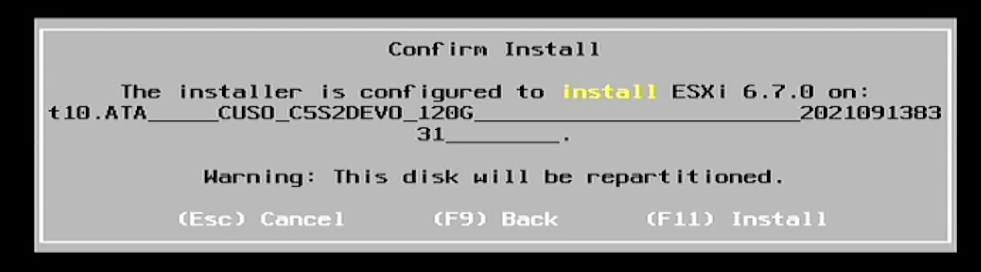 Confirm Install
The installer is configured to install ESXi 6.7.0 on:
t10.ATA_____CUSO_C5S2DEVO_120G_______________________2021091383
31________.
Warning: This disk will be repartitioned.
(Esc) Cancel (F9) Back (F11) Install